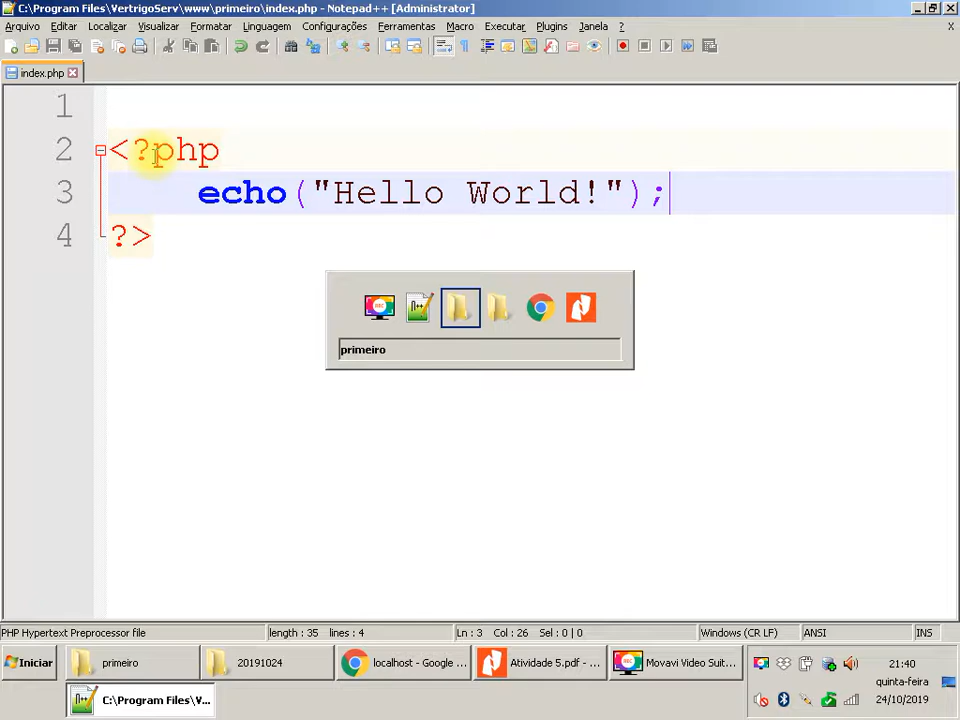 C:\Program Files\VertrigoServ\www\primeiro\index.php - Notepad++ [Administrator]
Arquivo Editar Localizar Visualizar Formatar Linguagem Configurações Ferramentas Macro Executar Plugins Janela ? X
index.php
1
2 <?php
3 echo("Hello World!");
4 ?>
primeiro
PHP Hypertext Preprocessor file length : 35 lines : 4 Ln : 3 Col : 26 Sel : 0 | 0 Windows (CR LF) ANSI INS
Iniciar primeiro 20191024 localhost - Google ... Atividade 5.pdf - ... Movavi Video Suit... 21:40
quinta-feira
C:\Program Files\V... 24/10/2019